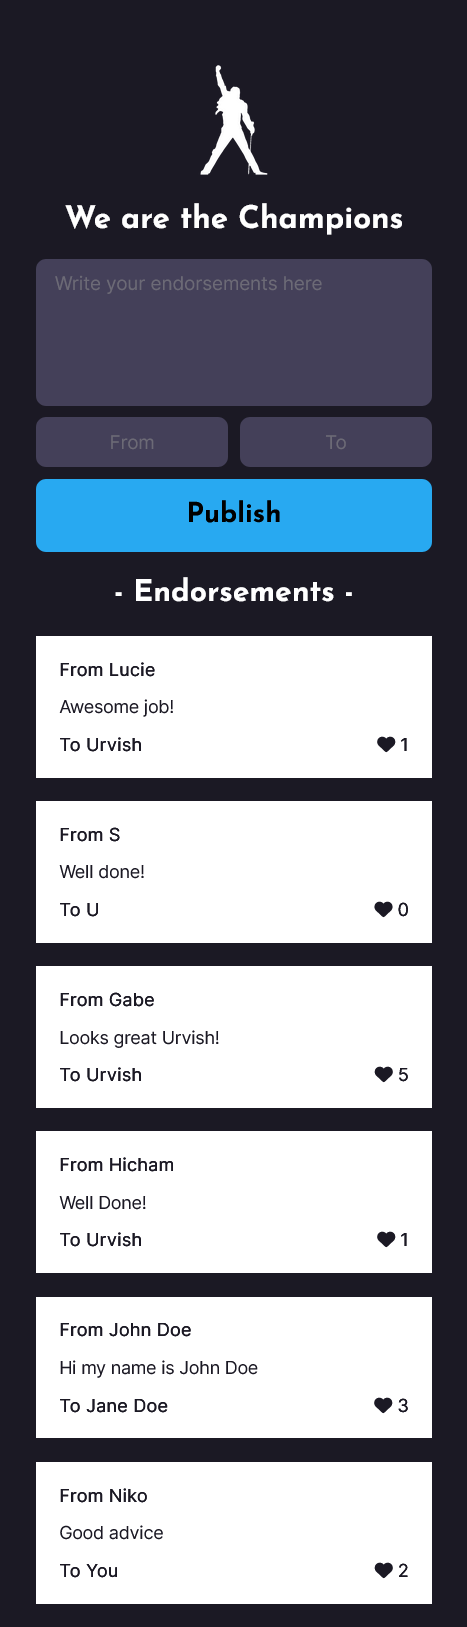 We are the Champions
Write your endorsements here
From
To
Publish
- Endorsements -
From Lucie
Awesome job!
To Urvish
1
From S
Well done!
To U
0
From Gabe
Looks great Urvish!
To Urvish
5
From Hicham
Well Done!
To Urvish
1
From John Doe
Hi my name is John Doe
To Jane Doe
3
From Niko
Good advice
To You
2